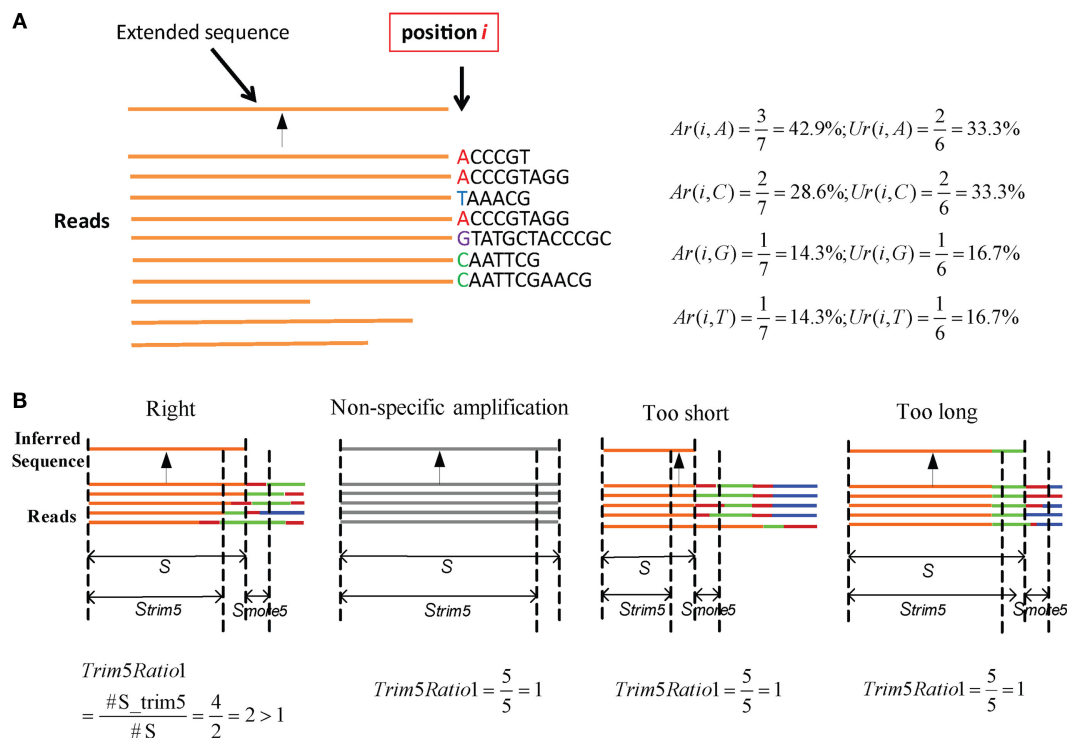 A
Extended sequence
position i
Reads
ACCCGT
ACCCGTAGG
TAAACG
ACCCGTAGG
GTATGCTACCCGC
CAATTCG
CAATTCGAACG
Ar(i,A) = 3/7 = 42.9%; Ur(i,A) = 2/6 = 33.3%
Ar(i,C) = 2/7 = 28.6%; Ur(i,C) = 2/6 = 33.3%
Ar(i,G) = 1/7 = 14.3%; Ur(i,G) = 1/6 = 16.7%
Ar(i,T) = 1/7 = 14.3%; Ur(i,T) = 1/6 = 16.7%
B
Right
Inferred
Sequence
Reads
S
Strim5
Smore5
Trim5Ratio1
= #S_trim5/#S = 4/2 = 2 > 1
Non-specific amplification
S
Strim5
Trim5Ratio1 = 5/5 = 1
Too short
S
Strim5
Smore5
Trim5Ratio1 = 5/5 = 1
Too long
S
Strim5
Smore5
Trim5Ratio1 = 5/5 = 1